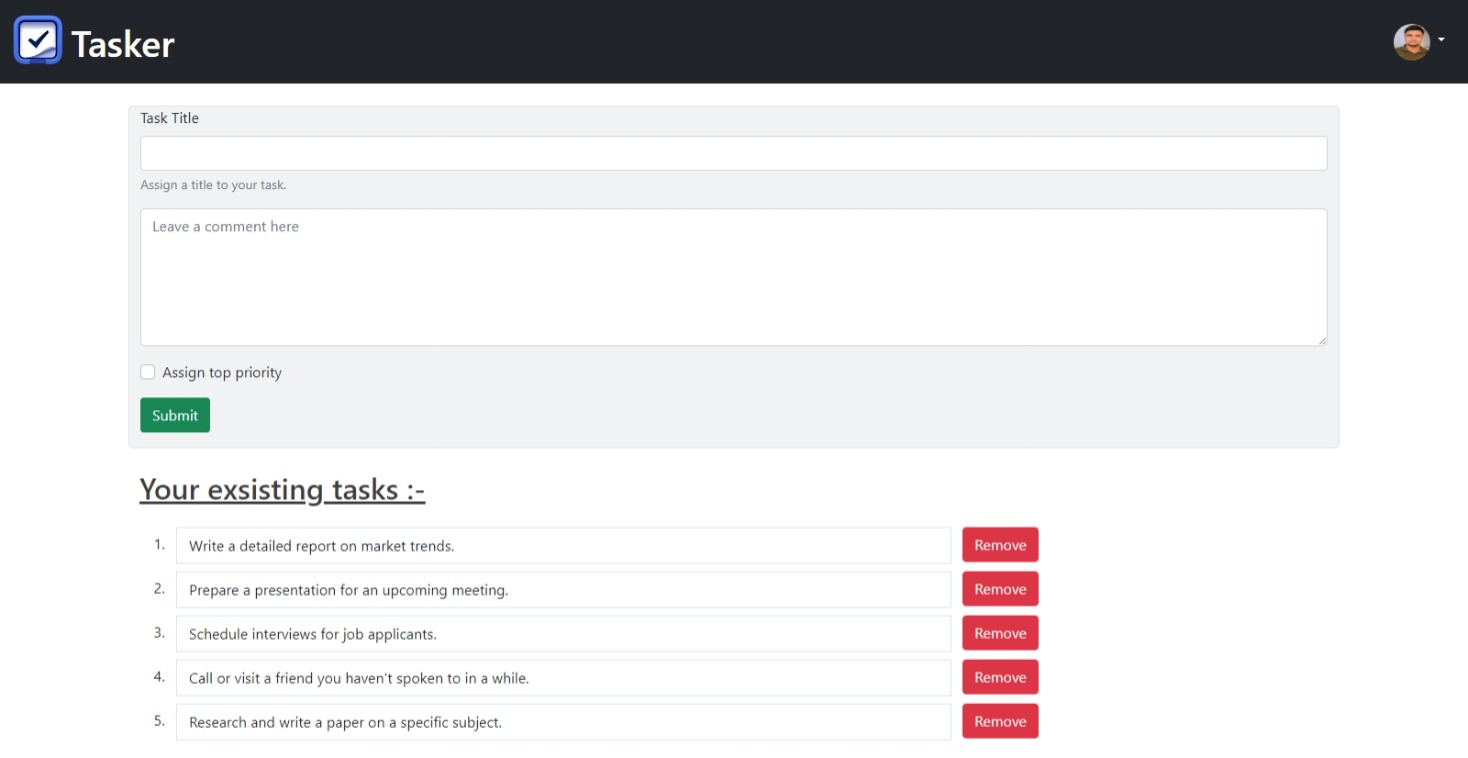 Tasker
Task Title
Assign a title to your task.
Leave a comment here
Assign top priority
Submit
Your exsisting tasks :-
1. Write a detailed report on market trends. Remove
2. Prepare a presentation for an upcoming meeting. Remove
3. Schedule interviews for job applicants. Remove
4. Call or visit a friend you haven't spoken to in a while. Remove
5. Research and write a paper on a specific subject. Remove